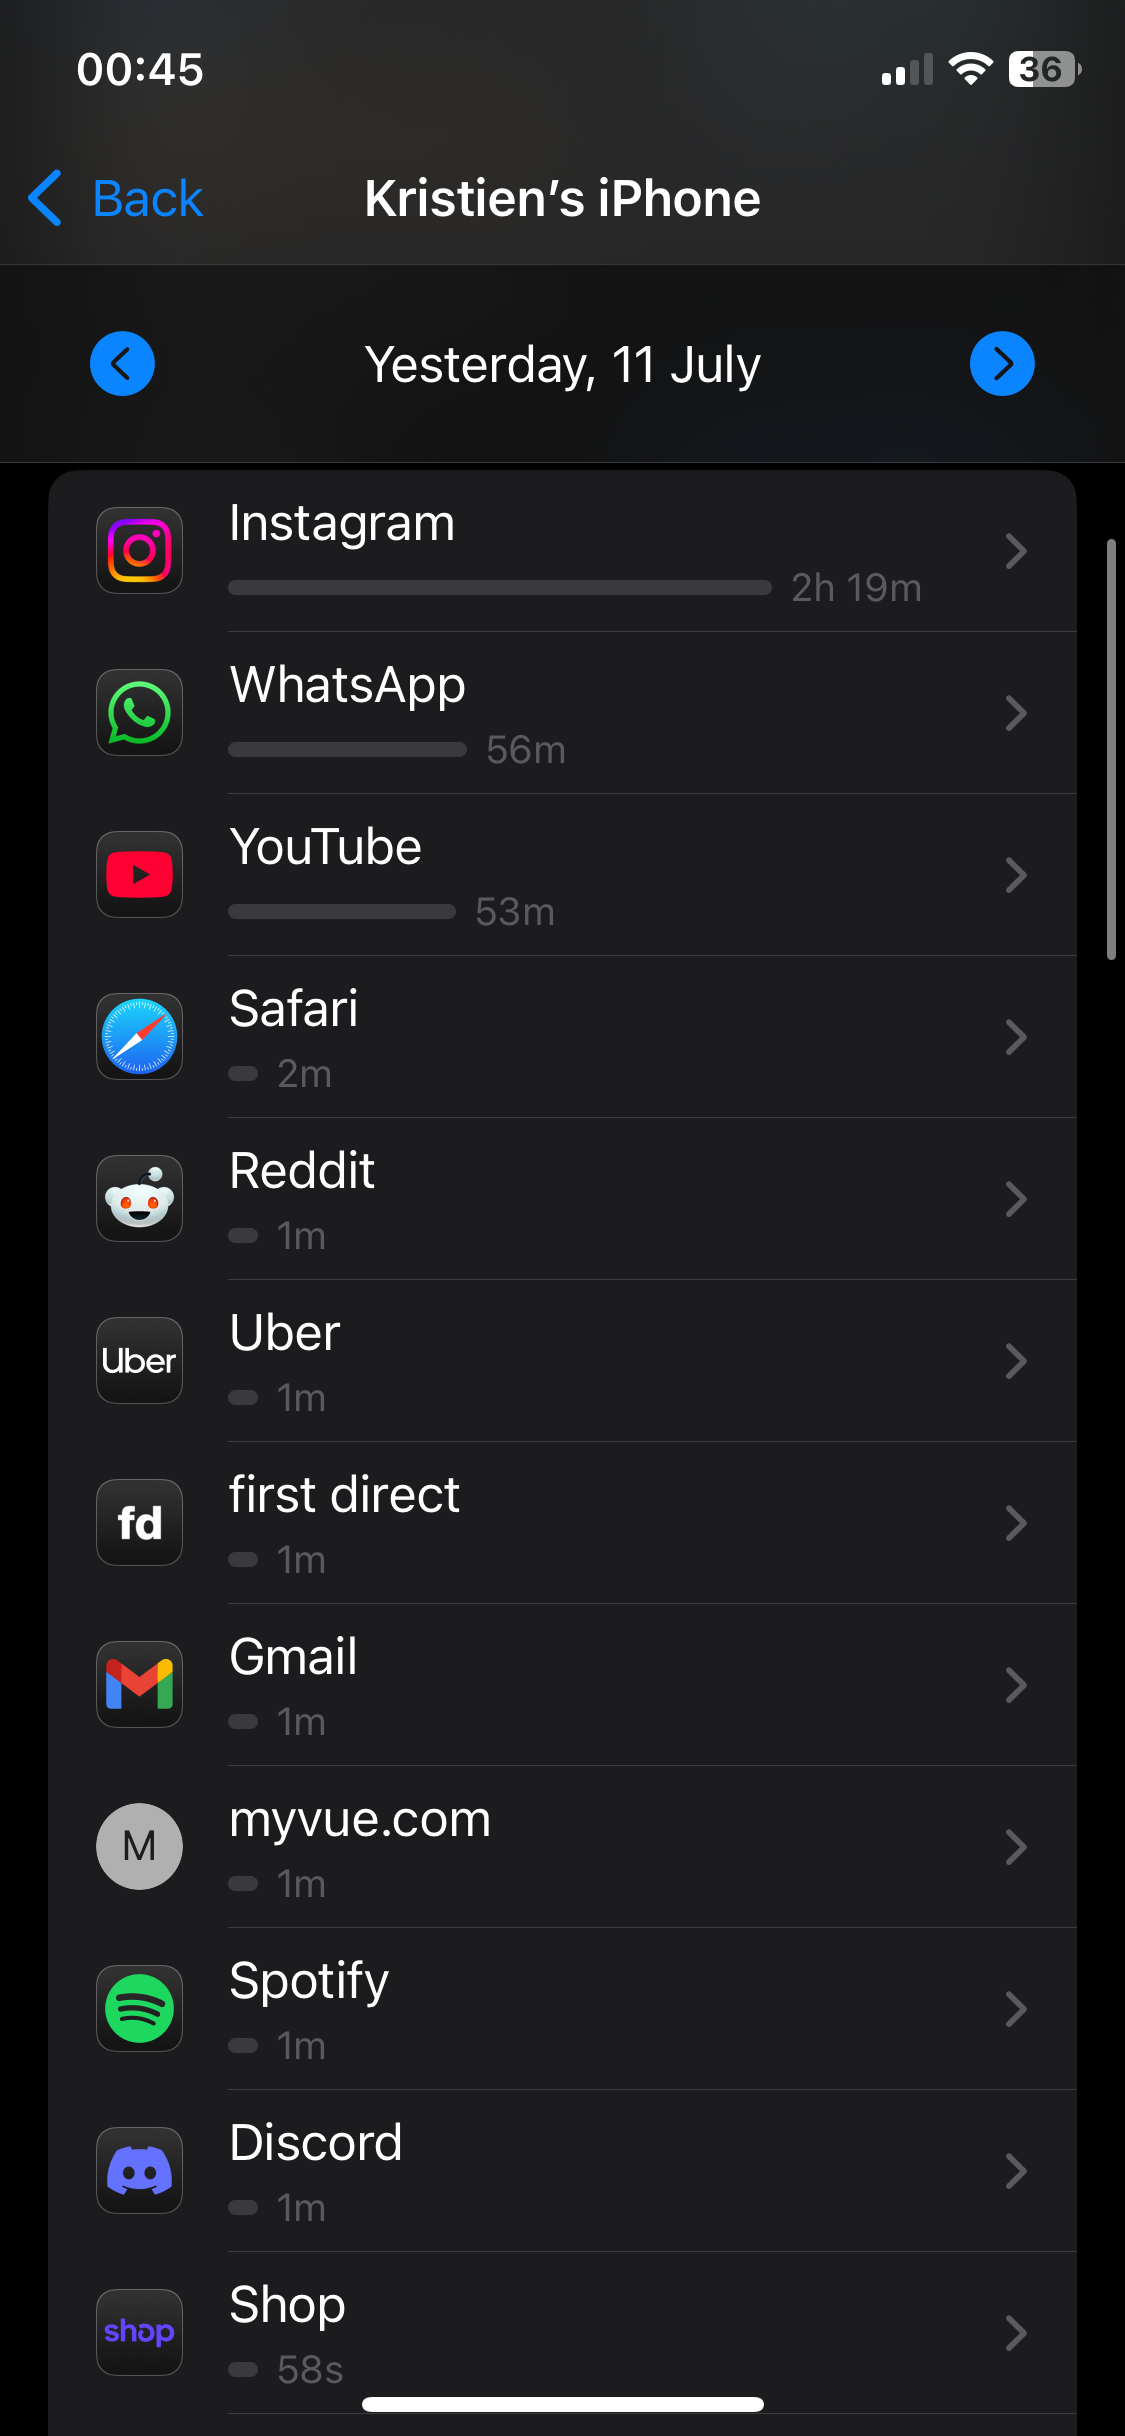 00:45
36
Back
Kristien’s iPhone
Yesterday, 11 July
Instagram
2h 19m
WhatsApp
56m
YouTube
53m
Safari
2m
Reddit
1m
Uber
Uber
1m
fd
first direct
1m
Gmail
1m
M
myvue.com
1m
Spotify
1m
Discord
1m
shop
Shop
58s